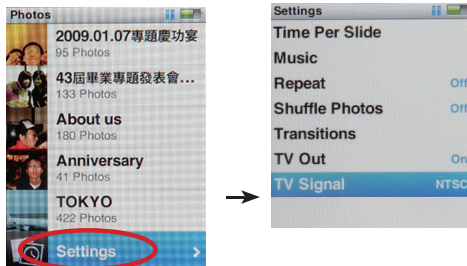 Photos
2009.01.07專題慶功宴
95 Photos
43屆畢業專題發表會...
133 Photos
About us
180 Photos
Anniversary
41 Photos
TOKYO
422 Photos
Settings
Settings
Time Per Slide
Music
Repeat Off
Shuffle Photos Off
Transitions
TV Out On
TV Signal NTSC